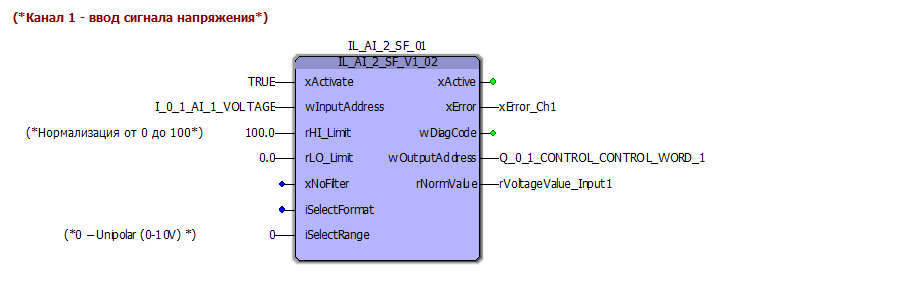 (*Канал 1 - ввод сигнала напряжения*)
IL_AI_2_SF_01
IL_AI_2_SF_V1_02
TRUE xActivate xActive
I_0_1_AI_1_VOLTAGE wInputAddress xError xError_Ch1
(*Нормализация от 0 до 100*) 100.0 rHI_Limit wDiagCode
0.0 rLO_Limit wOutputAddress Q_0_1_CONTROL_CONTROL_WORD_1
xNoFilter rNormValue rVoltageValue_Input1
iSelectFormat
(*0 – Unipolar (0-10V) *) 0 iSelectRange